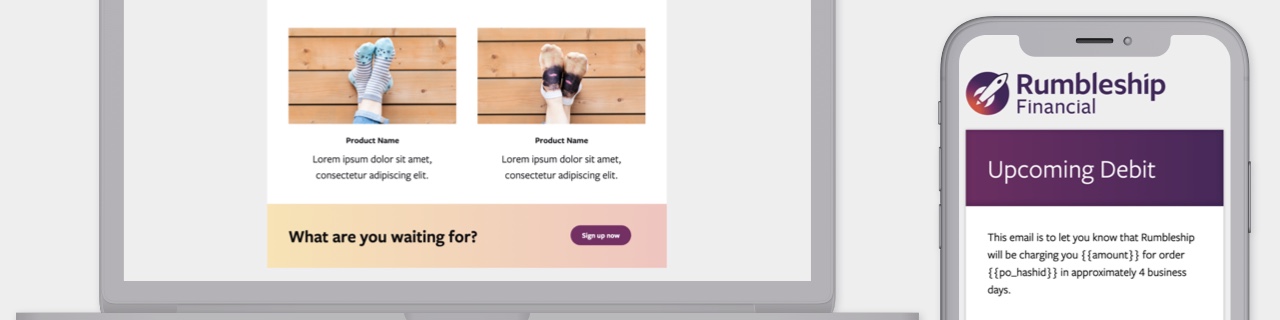 Product Name
Lorem ipsum dolor sit amet,
consectetur adipiscing elit.
Product Name
Lorem ipsum dolor sit amet,
consectetur adipiscing elit.
What are you waiting for?
Sign up now
Rumbleship
Financial
Upcoming Debit
This email is to let you know that Rumbleship
will be charging you {{amount}} for order
{{po_hashid}} in approximately 4 business
days.